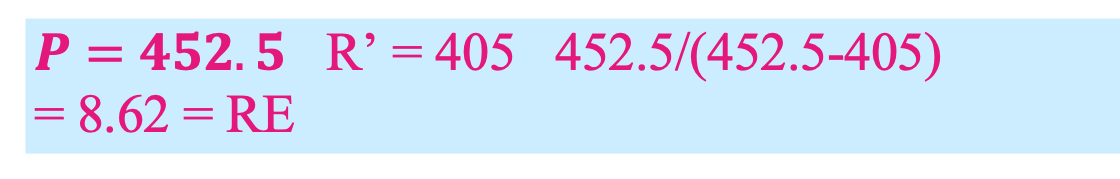 P = 452.5 R’ = 405 452.5/(452.5-405)
= 8.62 = RE